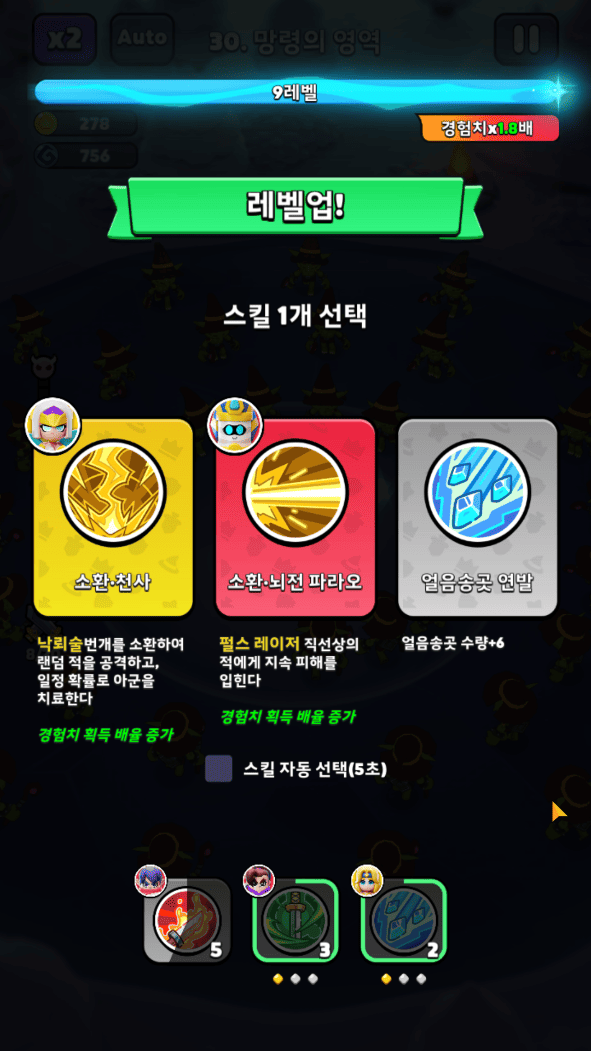 x2
Auto
30. 망령의 영역
9레벨
278
경험치x1.8배
756
레벨업!
스킬 1개 선택
소환·천사
소환·뇌전 파라오
얼음송곳 연발
낙뢰술번개를 소환하여
랜덤 적을 공격하고,
일정 확률로 아군을
치료한다
경험치 획득 배율 증가
펄스 레이저 직선상의
적에게 지속 피해를
입힌다
경험치 획득 배율 증가
얼음송곳 수량+6
스킬 자동 선택(5초)
5
3
2